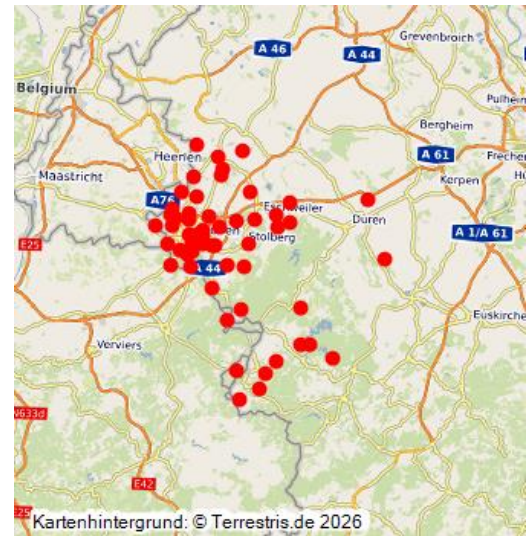 Grevenbroich
A 46
A 44
Belgium
Pulheim
Bergheim
Heerlen
A 61
Frechen
Maastricht
Kerpen
A76
Eschweiler
Düren
A 1/A 61
E25
Stolberg
A 44
Euskirchen
Verviers
N633d
E42
E25
Kartenhintergrund: © Terrestris.de 2026